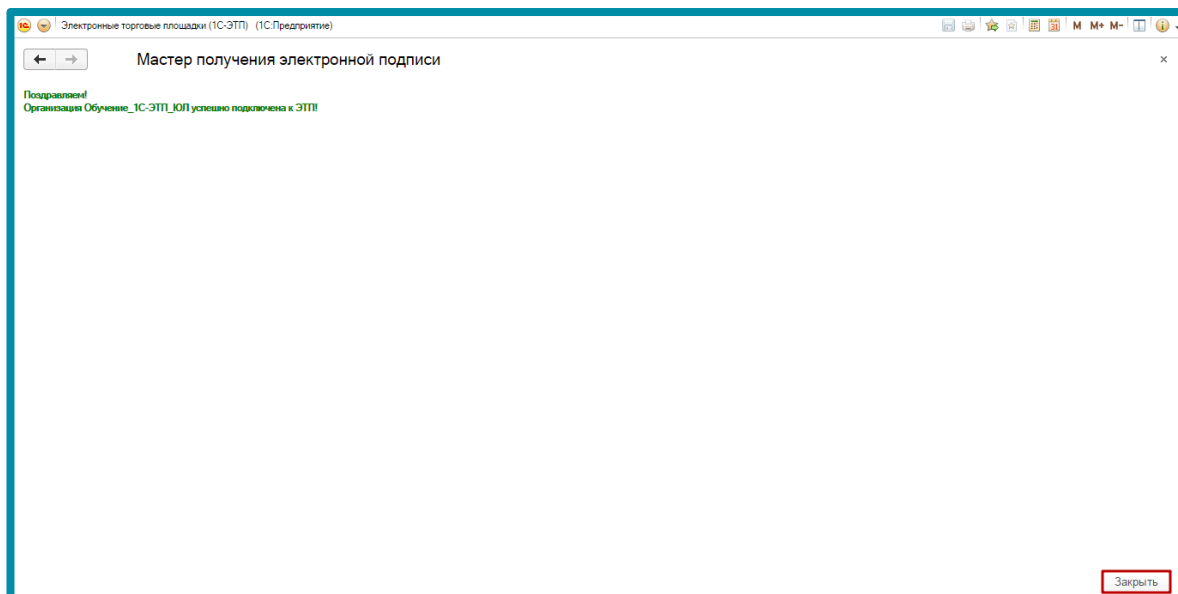 Электронные торговые площадки (1С-ЭТП) (1С:Предприятие)
31 M M+ M-
Мастер получения электронной подписи
Поздравляем!
Организация Обучение_1С-ЭТП_ЮЛ успешно подключена к ЭТП!
Закрыть